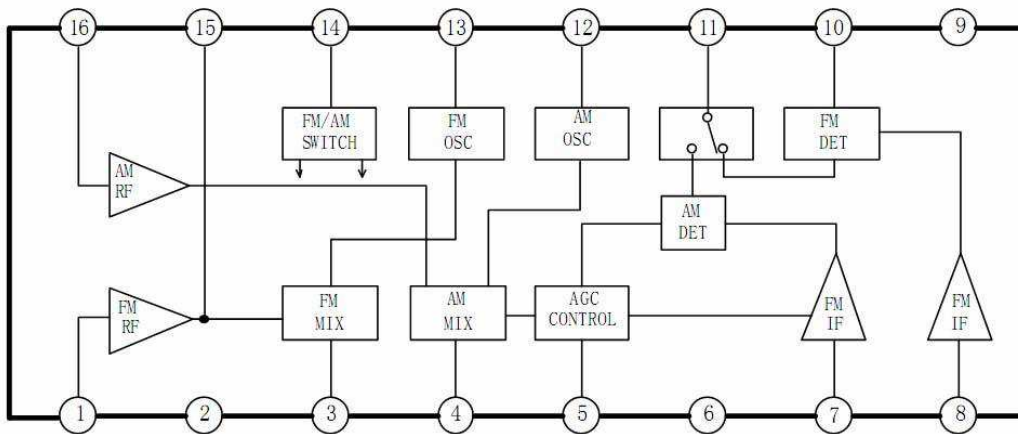 16 15 14 13 12 11 10 9
FM/AM
SWITCH
FM
OSC
AM
OSC
FM
DET
AM
RF
AM
DET
FM
RF
FM
MIX
AM
MIX
AGC
CONTROL
FM
IF
FM
IF
1 2 3 4 5 6 7 8